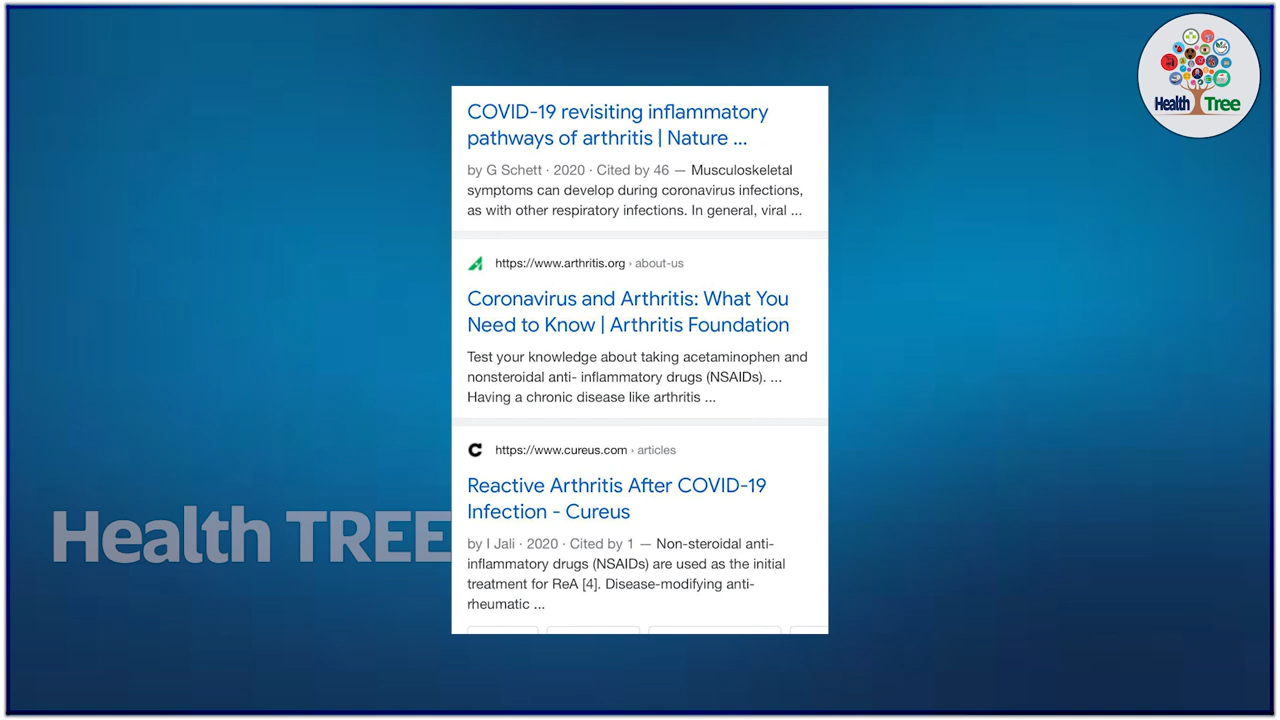 Health Tree
COVID-19 revisiting inflammatory
pathways of arthritis | Nature ...
by G Schett · 2020 · Cited by 46 — Musculoskeletal
symptoms can develop during coronavirus infections,
as with other respiratory infections. In general, viral ...
https://www.arthritis.org › about-us
Coronavirus and Arthritis: What You
Need to Know | Arthritis Foundation
Test your knowledge about taking acetaminophen and
nonsteroidal anti- inflammatory drugs (NSAIDs). ...
Having a chronic disease like arthritis ...
https://www.cureus.com › articles
Reactive Arthritis After COVID-19
Infection - Cureus
by I Jali · 2020 · Cited by 1 — Non-steroidal anti-
inflammatory drugs (NSAIDs) are used as the initial
treatment for ReA [4]. Disease-modifying anti-
rheumatic ...
Health TREE